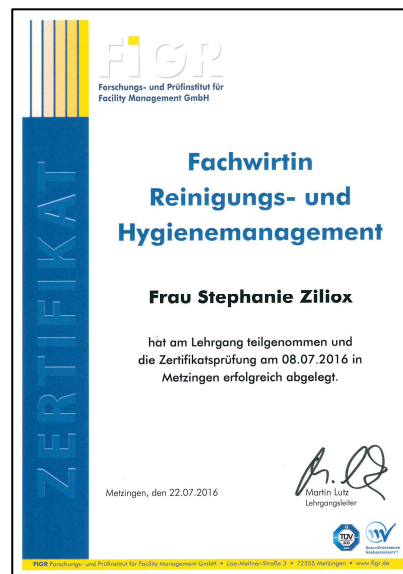 FIGR
Forschungs- und Prüfinstitut für
Facility Management GmbH
ZERTIFIKAT
Fachwirtin
Reinigungs- und
Hygienemanagement
Frau Stephanie Ziliox
hat am Lehrgang teilgenommen und
die Zertifikatsprüfung am 08.07.2016 in
Metzingen erfolgreich abgelegt.
Metzingen, den 22.07.2016
Martin Lutz
Lehrgangsleiter
TÜV
FIGR Forschungs- und Prüfinstitut für Facility Management GmbH • Lise-Meitner-Straße 3 • 72555 Metzingen • www.figr.de